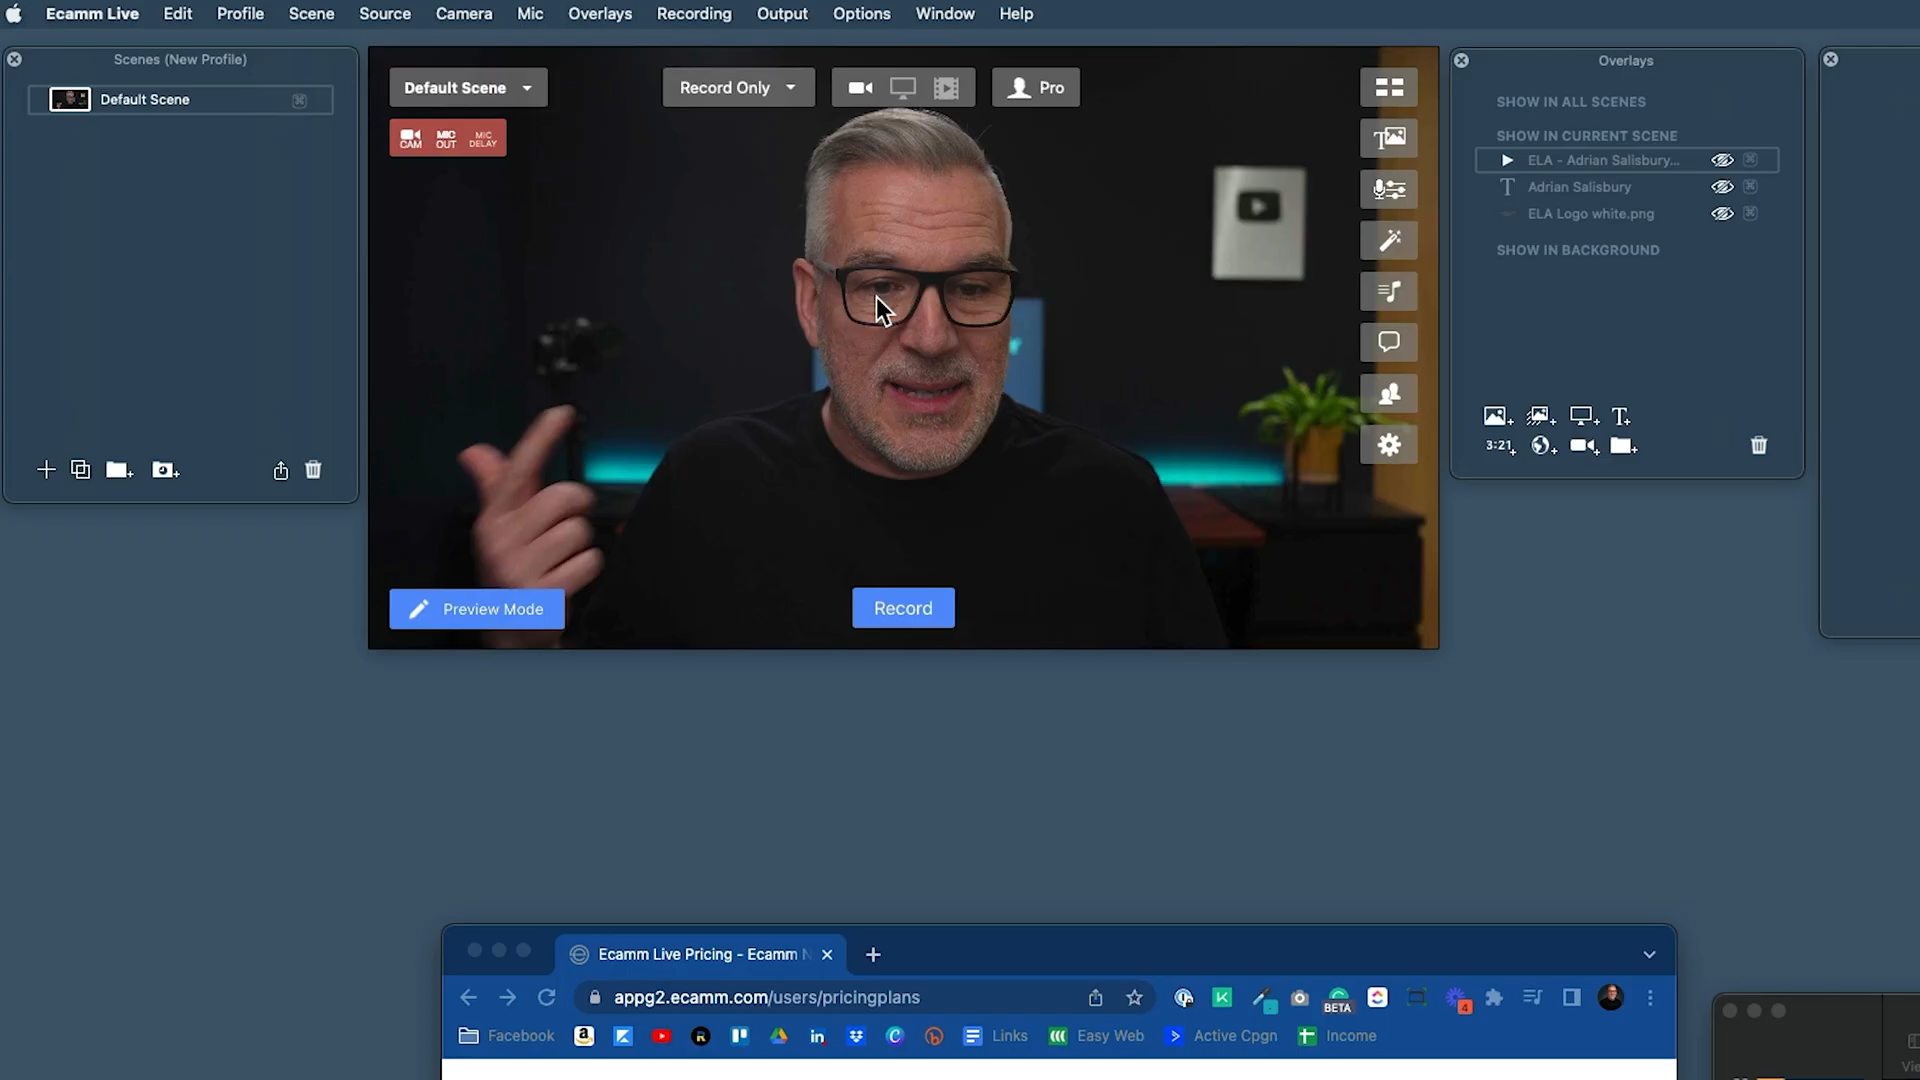 Ecamm Live Edit Profile Scene Source Camera Mic Overlays Recording Output Options Window Help
Scenes (New Profile)
Default Scene
Default Scene
Record Only
Pro
CAM
MIC OUT
MIC DELAY
Preview Mode
Record
Overlays
SHOW IN ALL SCENES
SHOW IN CURRENT SCENE
ELA - Adrian Salisbury...
Adrian Salisbury
ELA Logo white.png
SHOW IN BACKGROUND
3:21
Ecamm Live Pricing - Ecamm
appg2.ecamm.com/users/pricingplans
BETA
4
Facebook
Links
Easy Web
Active Cpgn
Income